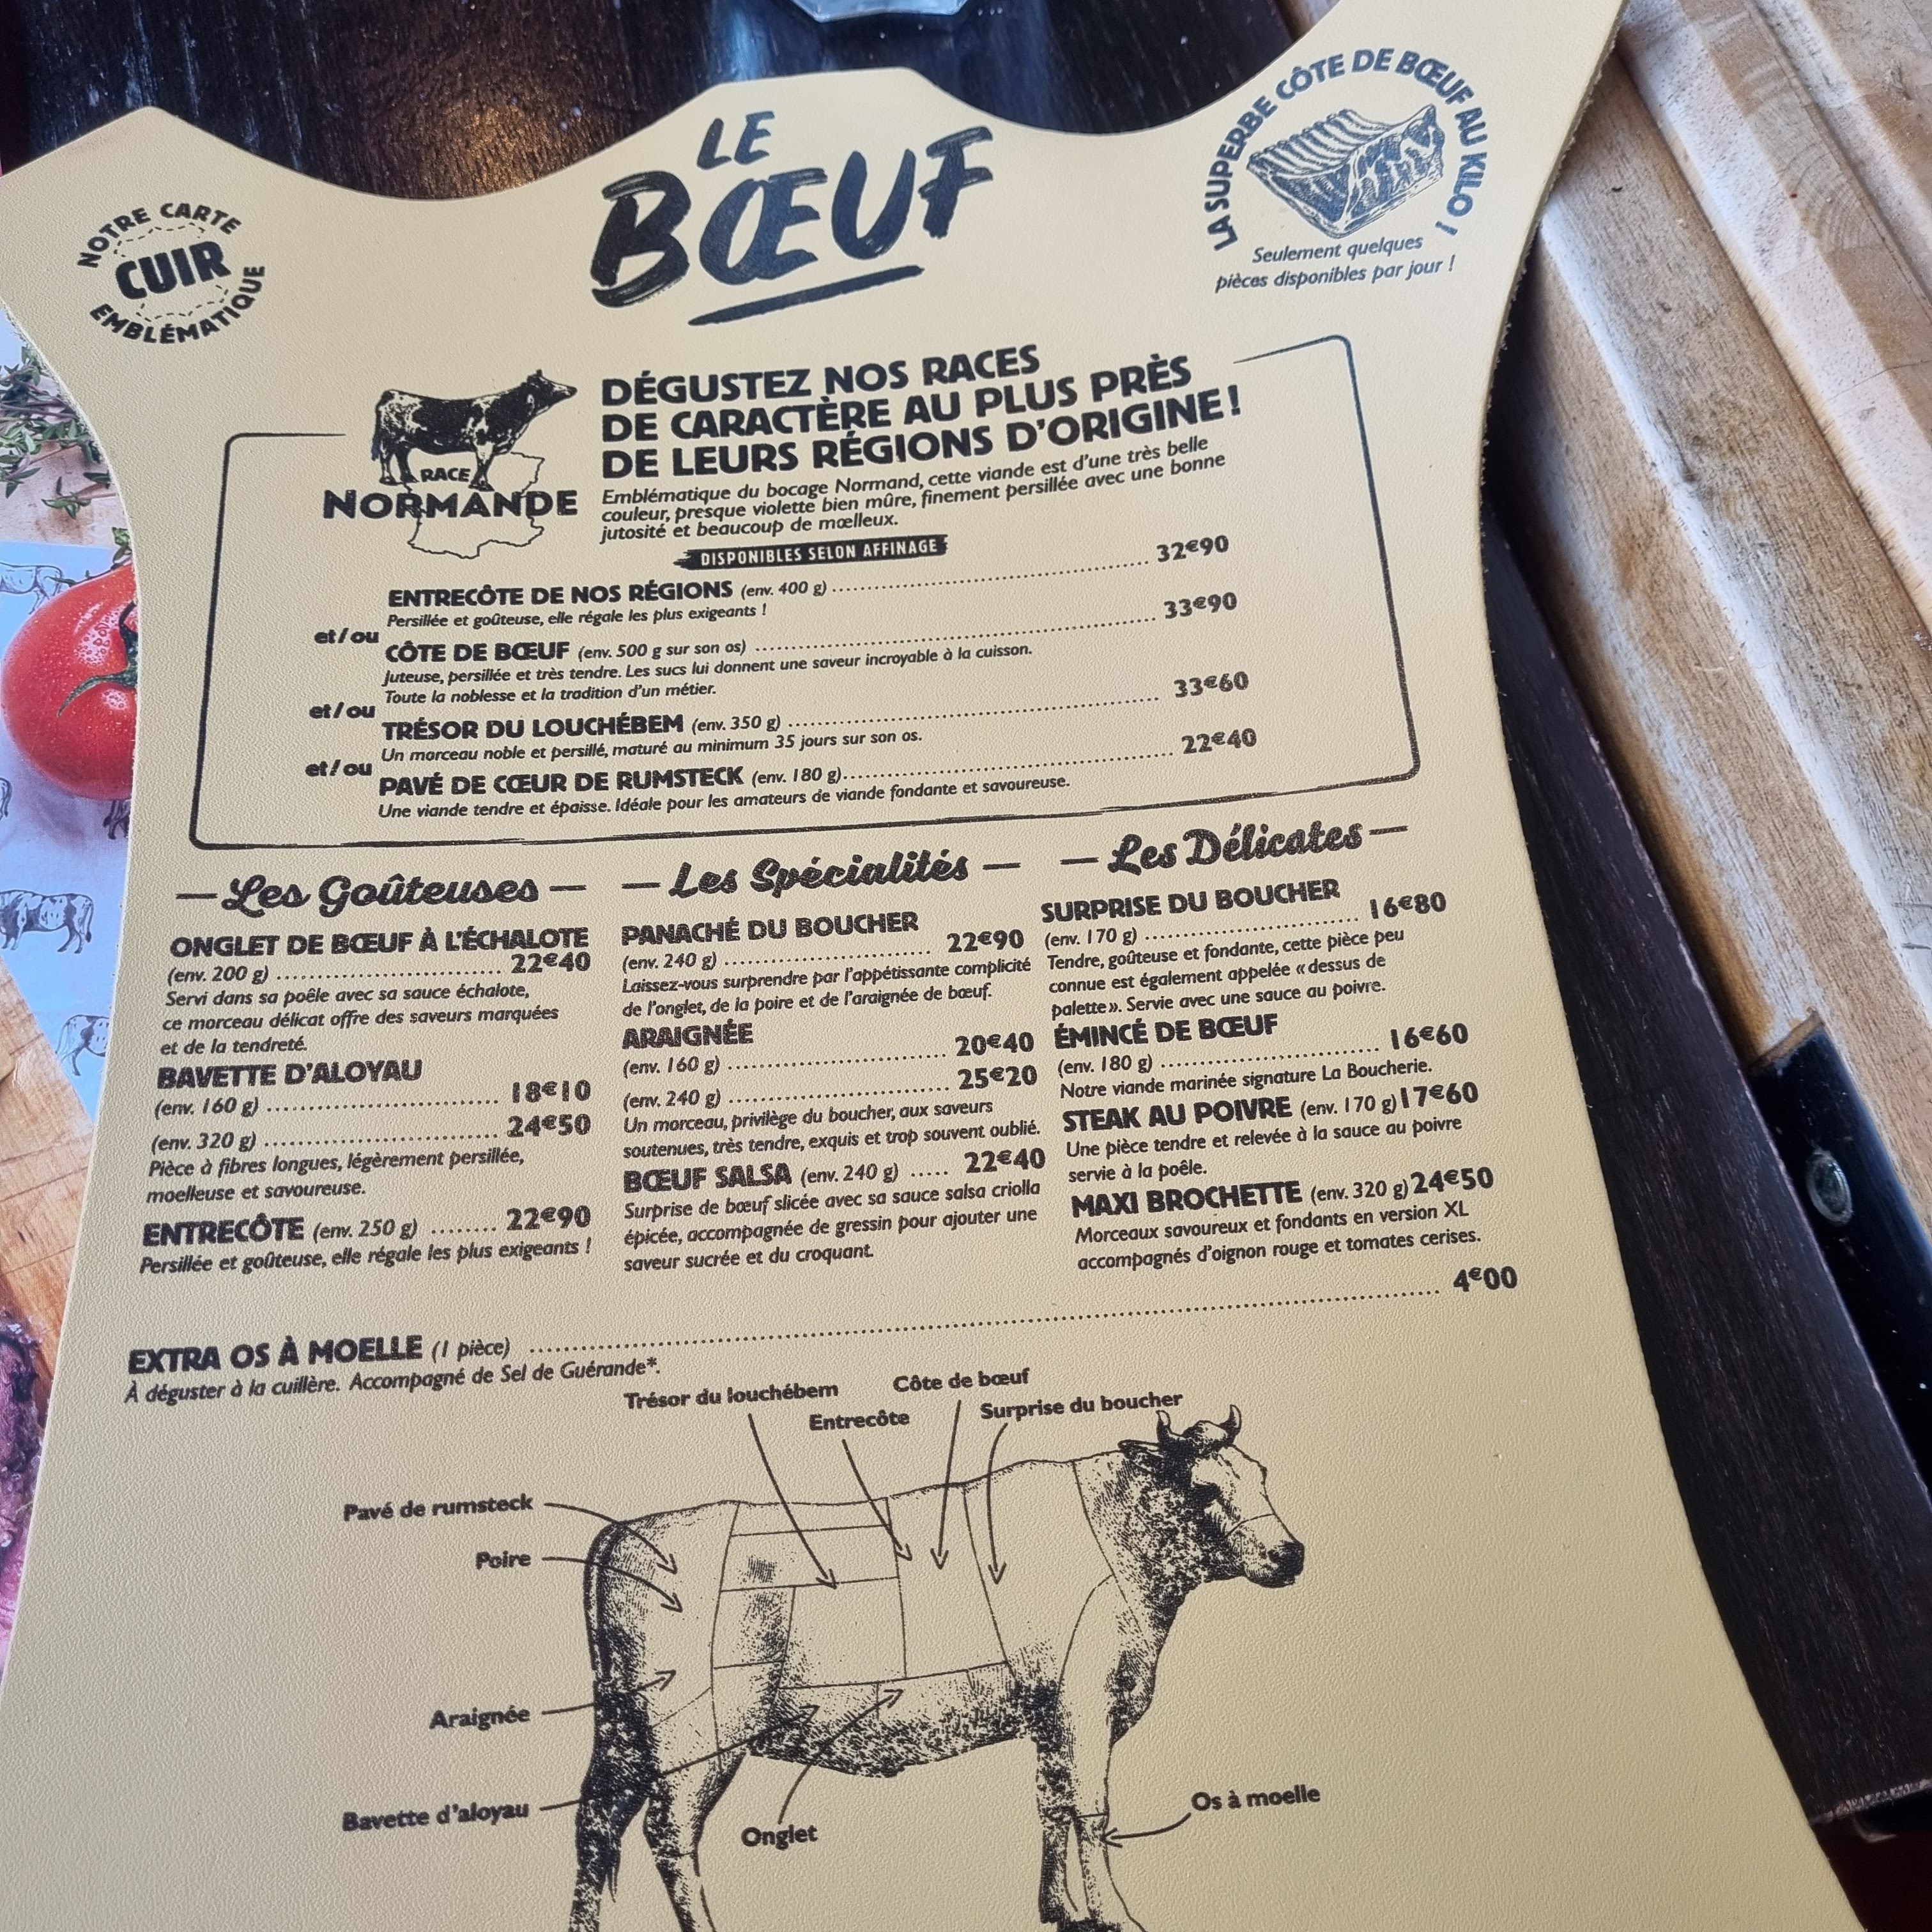 NOTRE CARTE
CUIR
EMBLÉMATIQUE
LE
BŒUF
LA SUPERBE CÔTE DE BŒUF AU KILO !
Seulement quelques
pièces disponibles par jour !
RACE
NORMANDE
DÉGUSTEZ NOS RACES
DE CARACTÈRE AU PLUS PRÈS
DE LEURS RÉGIONS D'ORIGINE !
Emblématique du bocage Normand, cette viande est d'une très belle
couleur, presque violette bien mûre, finement persillée avec une bonne
jutosité et beaucoup de mœlleux.
DISPONIBLES SELON AFFINAGE
ENTRECÔTE DE NOS RÉGIONS (env. 400 g) .......... 32€90
Persillée et goûteuse, elle régale les plus exigeants !
et / ou
CÔTE DE BŒUF (env. 500 g sur son os) .......... 33€90
Juteuse, persillée et très tendre. Les sucs lui donnent une saveur incroyable à la cuisson.
Toute la noblesse et la tradition d'un métier.
et / ou
TRÉSOR DU LOUCHÉBEM (env. 350 g) .......... 33€60
Un morceau noble et persillé, maturé au minimum 35 jours sur son os.
et / ou
PAVÉ DE CŒUR DE RUMSTECK (env. 180 g).......... 22€40
Une viande tendre et épaisse. Idéale pour les amateurs de viande fondante et savoureuse.
— Les Goûteuses —
ONGLET DE BŒUF À L'ÉCHALOTE
(env. 200 g) .......... 22€40
Servi dans sa poêle avec sa sauce échalote,
ce morceau délicat offre des saveurs marquées
et de la tendreté.
BAVETTE D'ALOYAU
(env. 160 g) .......... 18€10
(env. 320 g) .......... 24€50
Pièce à fibres longues, légèrement persillée,
moelleuse et savoureuse.
ENTRECÔTE (env. 250 g) ........ 22€90
Persillée et goûteuse, elle régale les plus exigeants !
— Les Spécialités —
PANACHÉ DU BOUCHER
(env. 240 g) .......... 22€90
Laissez-vous surprendre par l'appétissante complicité
de l'onglet, de la poire et de l'araignée de bœuf.
ARAIGNÉE
(env. 160 g) .......... 20€40
(env. 240 g) .......... 25€20
Un morceau, privilège du boucher, aux saveurs
soutenues, très tendre, exquis et trop souvent oublié.
BŒUF SALSA (env. 240 g) ..... 22€40
Surprise de bœuf slicée avec sa sauce salsa criolla
épicée, accompagnée de gressin pour ajouter une
saveur sucrée et du croquant.
— Les Délicates —
SURPRISE DU BOUCHER
(env. 170 g) .......... 16€80
Tendre, goûteuse et fondante, cette pièce peu
connue est également appelée « dessus de
palette ». Servie avec une sauce au poivre.
ÉMINCÉ DE BŒUF
(env. 180 g) .......... 16€60
Notre viande marinée signature La Boucherie.
STEAK AU POIVRE (env. 170 g) 17€60
Une pièce tendre et relevée à la sauce au poivre
servie à la poêle.
MAXI BROCHETTE (env. 320 g) 24€50
Morceaux savoureux et fondants en version XL
accompagnés d'oignon rouge et tomates cerises.
EXTRA OS À MOELLE (1 pièce) .......... 4€00
À déguster à la cuillère. Accompagné de Sel de Guérande*.
Trésor du louchébem
Côte de bœuf
Entrecôte
Surprise du boucher
Pavé de rumsteck
Poire
Araignée
Bavette d'aloyau
Onglet
Os à moelle